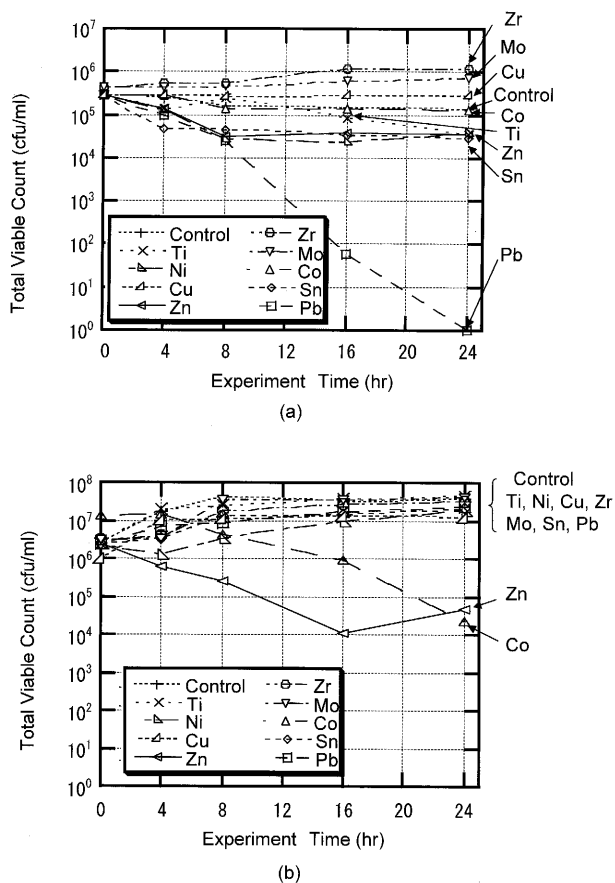 Total Viable Count (cfu/ml)
10^7
10^6
10^5
10^4
10^3
10^2
10^1
10^0
Control
Ti
Ni
Cu
Zn
Zr
Mo
Co
Sn
Pb
Zr
Mo
Cu
Control
Co
Ti
Zn
Sn
Pb
0 4 8 12 16 20 24
Experiment Time (hr)
(a)
Total Viable Count (cfu/ml)
10^8
10^7
10^6
10^5
10^4
10^3
10^2
10^1
10^0
Control
Ti
Ni
Cu
Zn
Zr
Mo
Co
Sn
Pb
Control
Ti, Ni, Cu, Zr
Mo, Sn, Pb
Zn
Co
0 4 8 12 16 20 24
Experiment Time (hr)
(b)